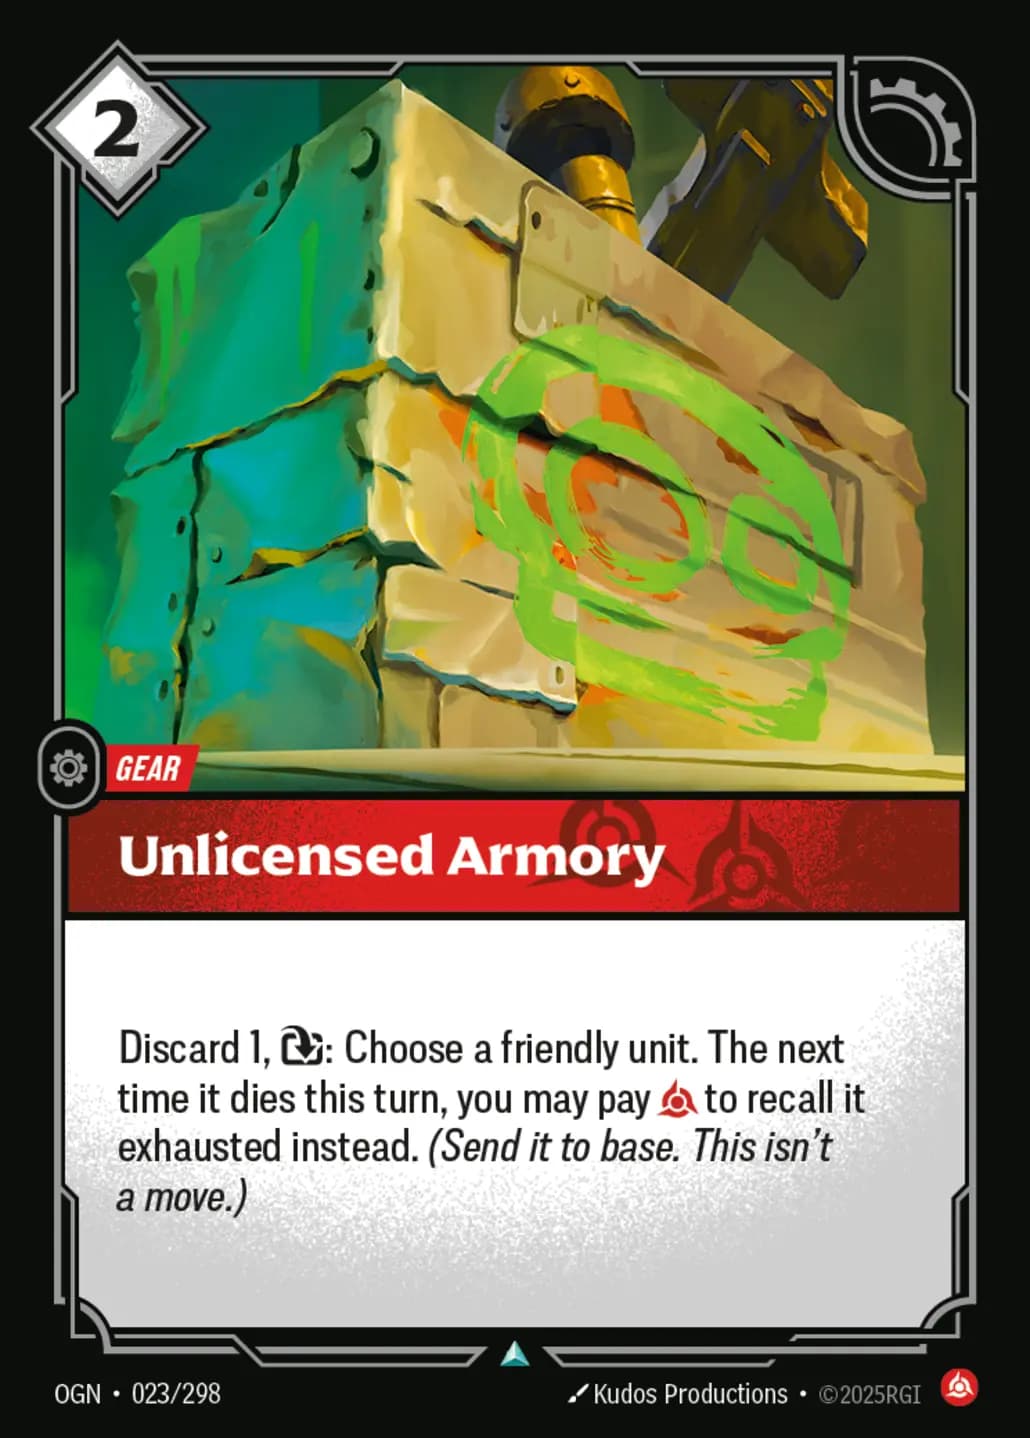 2
GEAR
Unlicensed Armory
Discard 1, : Choose a friendly unit. The next
time it dies this turn, you may pay to recall it
exhausted instead. (Send it to base. This isn't
a move.)
OGN • 023/298
Kudos Productions • ©2025RGI